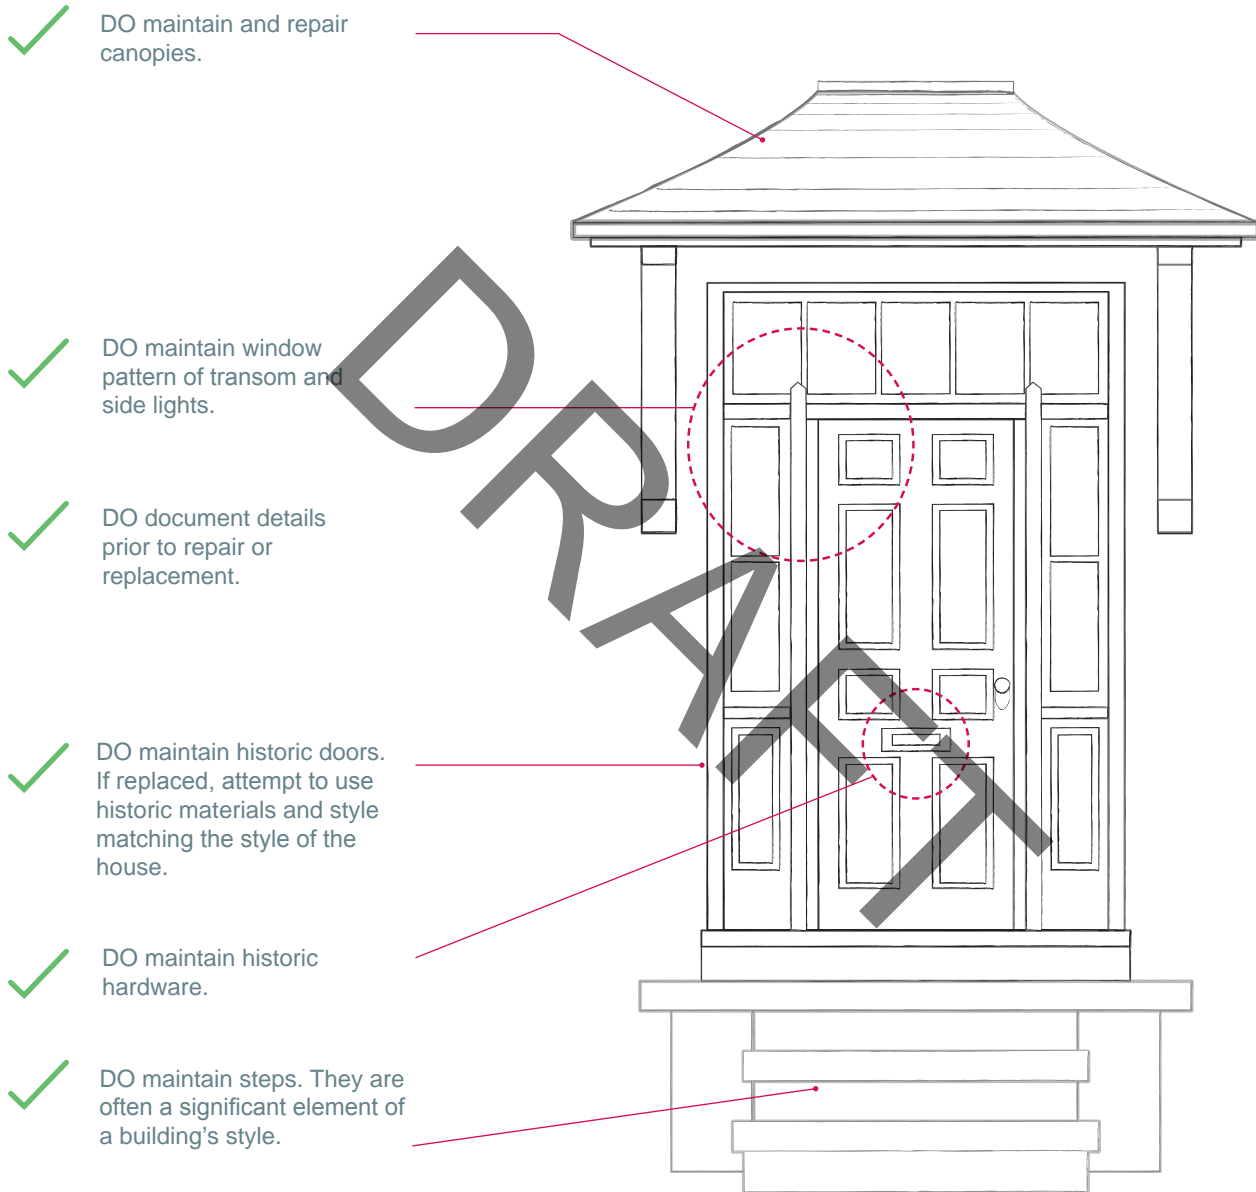 DO maintain and repair
canopies.
DO maintain window
pattern of transom and
side lights.
DO document details
prior to repair or
replacement.
DO maintain historic doors.
If replaced, attempt to use
historic materials and style
matching the style of the
house.
DO maintain historic
hardware.
DO maintain steps. They are
often a significant element of
a building’s style.
DRAFT